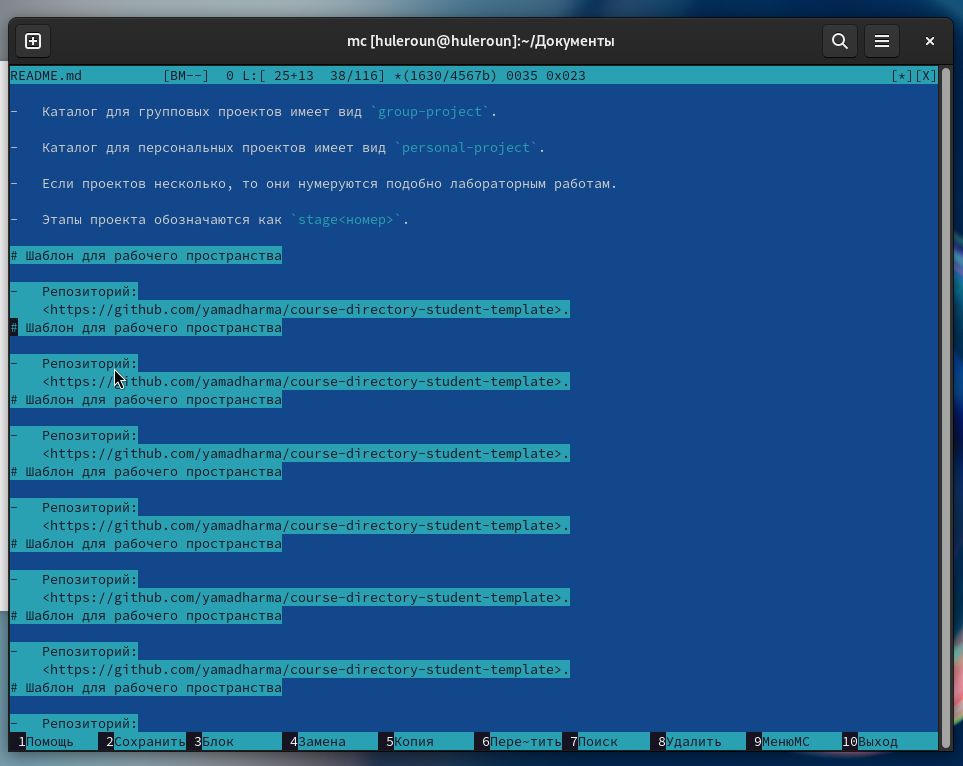 mc [huleroun@huleroun]:~/Документы
README.md [BM--] 0 L:[ 25+13 38/116] *(1630/4567b) 0035 0x023 [*][X]
- Каталог для групповых проектов имеет вид `group-project`.
- Каталог для персональных проектов имеет вид `personal-project`.
- Если проектов несколько, то они нумеруются подобно лабораторным работам.
- Этапы проекта обозначаются как `stage<номер>`.
# Шаблон для рабочего пространства
- Репозиторий:
<https://github.com/yamadharma/course-directory-student-template>.
# Шаблон для рабочего пространства
- Репозиторий:
<https://github.com/yamadharma/course-directory-student-template>.
# Шаблон для рабочего пространства
- Репозиторий:
<https://github.com/yamadharma/course-directory-student-template>.
# Шаблон для рабочего пространства
- Репозиторий:
<https://github.com/yamadharma/course-directory-student-template>.
# Шаблон для рабочего пространства
- Репозиторий:
<https://github.com/yamadharma/course-directory-student-template>.
# Шаблон для рабочего пространства
- Репозиторий:
<https://github.com/yamadharma/course-directory-student-template>.
# Шаблон для рабочего пространства
- Репозиторий:
1Помощь 2Сохранить 3Блок 4Замена 5Копия 6Пере~тить 7Поиск 8Удалить 9МенюMC 10Выход